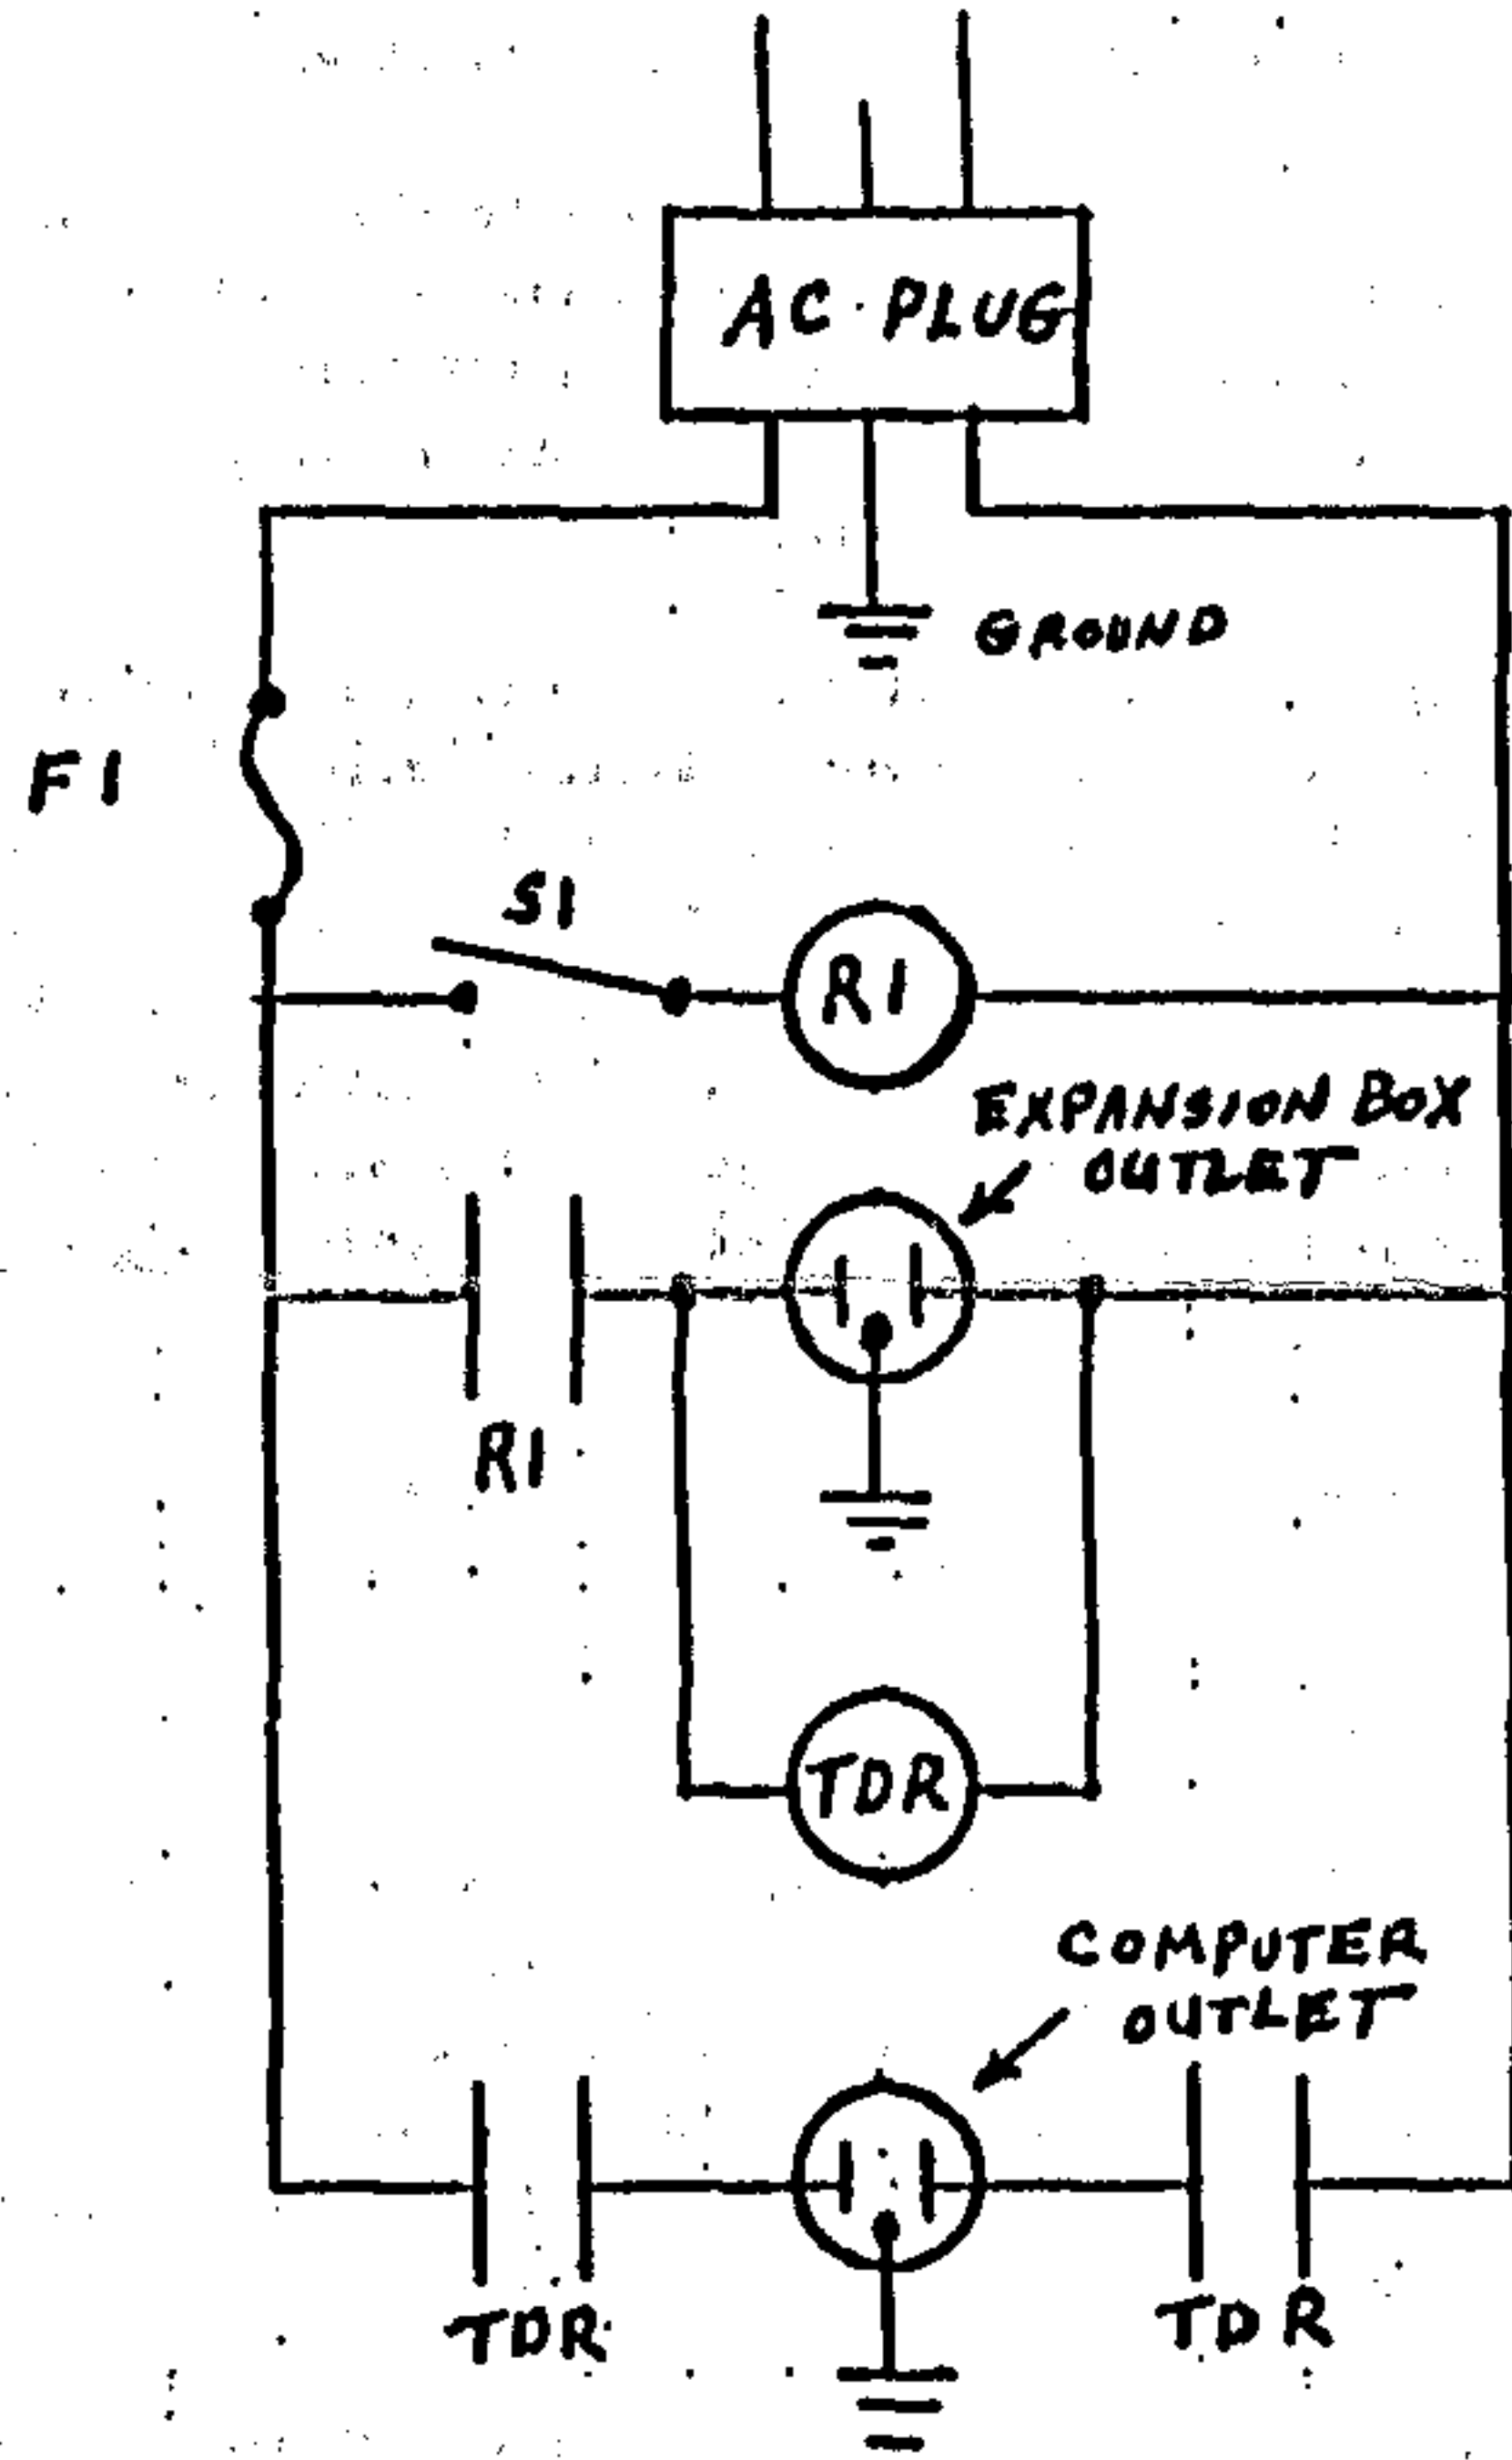 AC PLUG
GROUND
F1
S1
R1
EXPANSION BOX
OUTLET
R1
TDR
COMPUTER
OUTLET
TDR
TDR